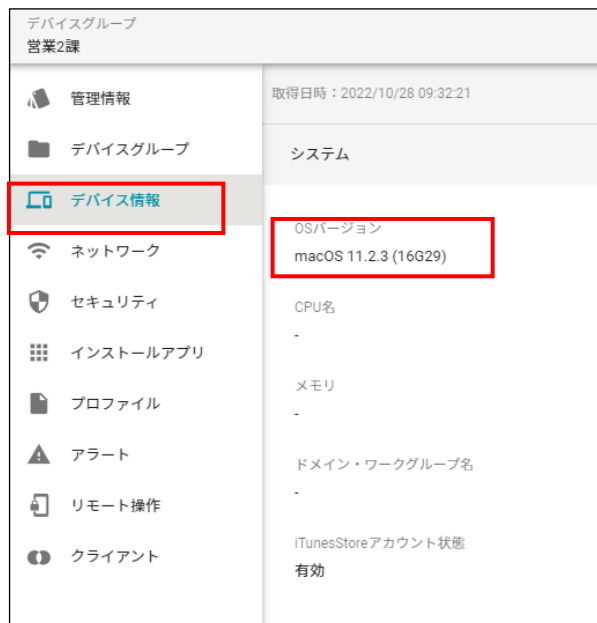 デバイスグループ
営業2課
管理情報
デバイスグループ
デバイス情報
ネットワーク
セキュリティ
インストールアプリ
プロファイル
アラート
リモート操作
クライアント
取得日時：2022/10/28 09:32:21
システム
OSバージョン
macOS 11.2.3 (16G29)
CPU名
-
メモリ
-
ドメイン・ワークグループ名
-
iTunesStoreアカウント状態
有効